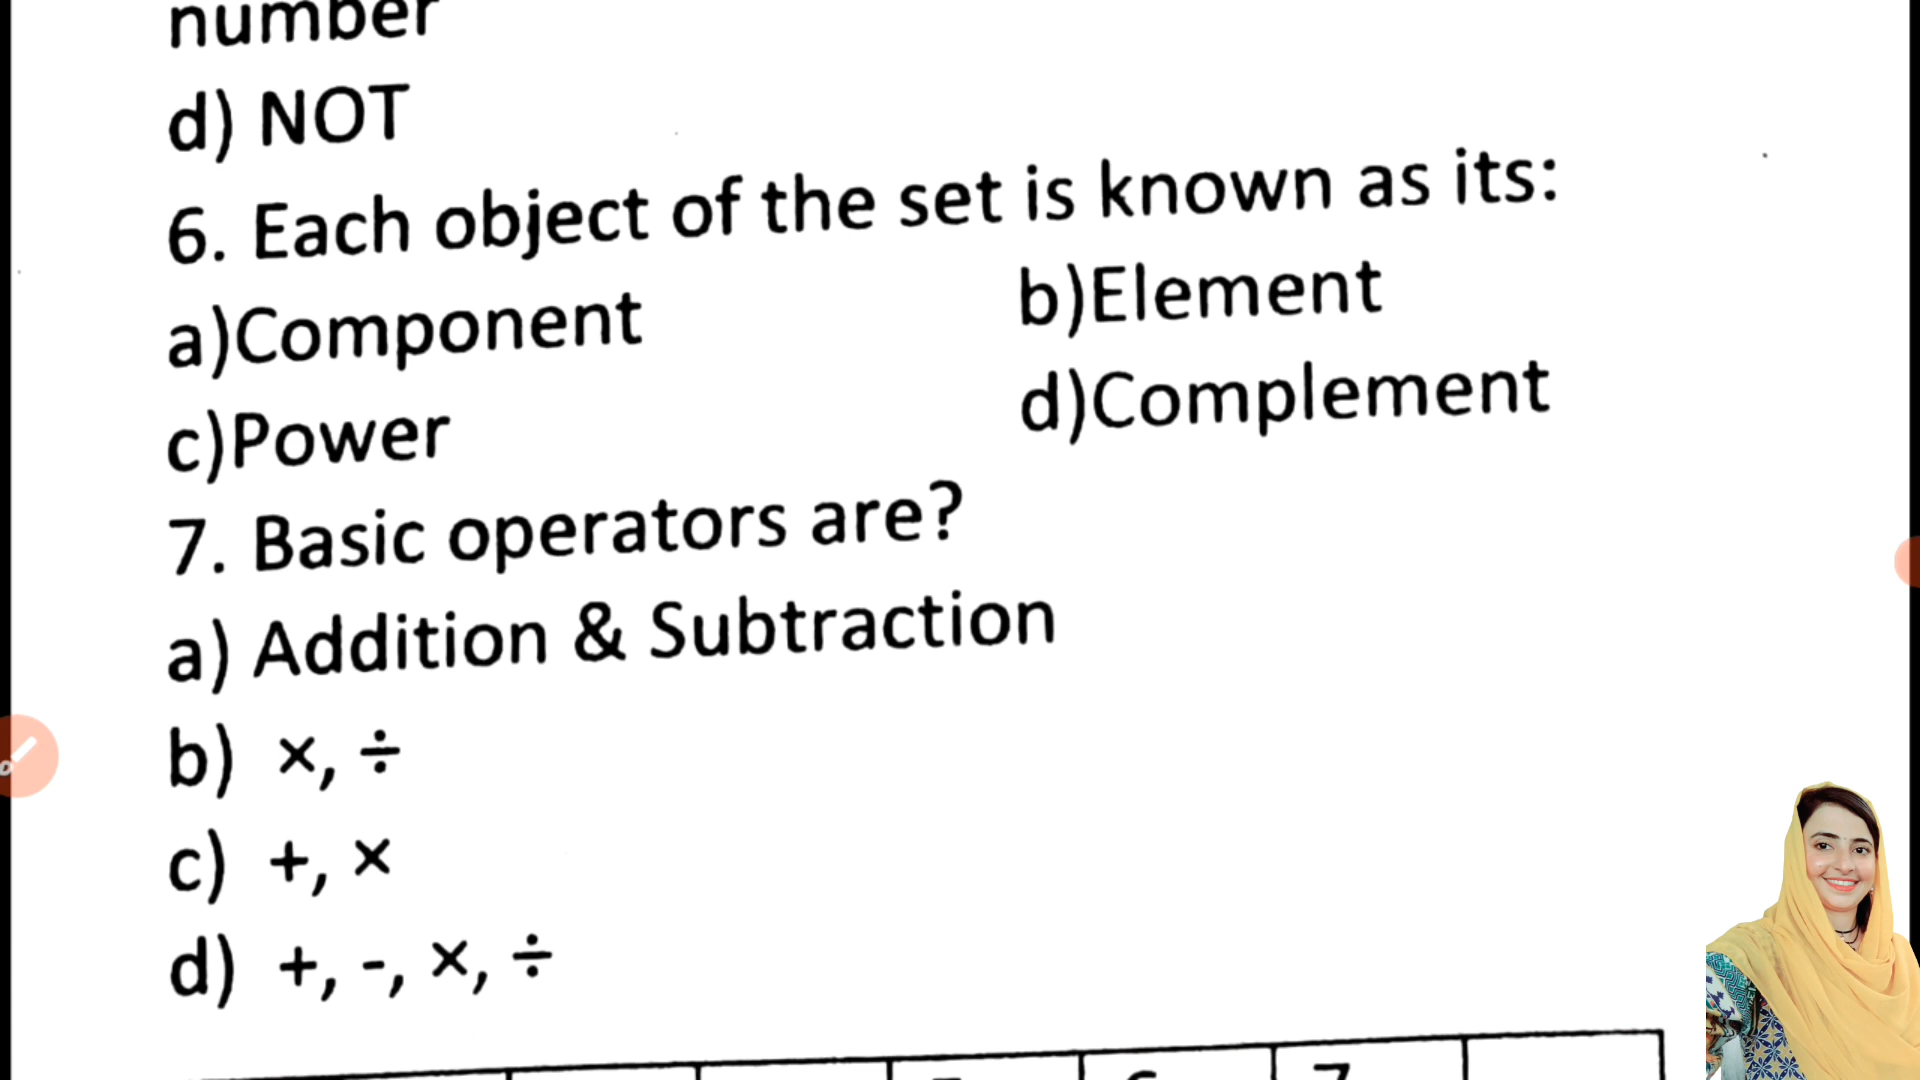 number
d) NOT
6. Each object of the set is known as its:
a)Component b)Element
c)Power d)Complement
7. Basic operators are?
a) Addition & Subtraction
b) ×, ÷
c) +, ×
d) +, -, ×, ÷
7